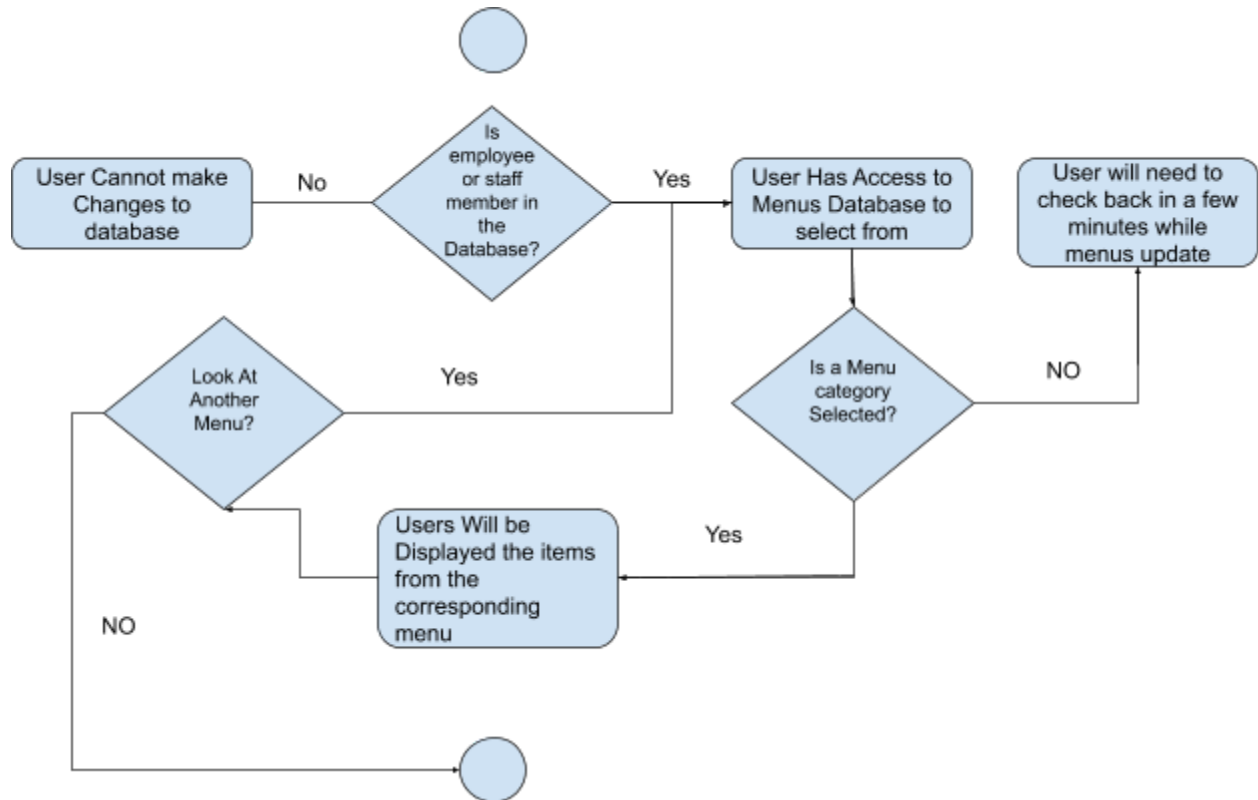 Is
employee
or staff
member in
the
Database?
No
User Cannot make
Changes to
database
Yes
User Has Access to
Menus Database to
select from
User will need to
check back in a few
minutes while
menus update
Is a Menu
category
Selected?
NO
Yes
Users Will be
Displayed the items
from the
corresponding
menu
Look At
Another
Menu?
Yes
NO